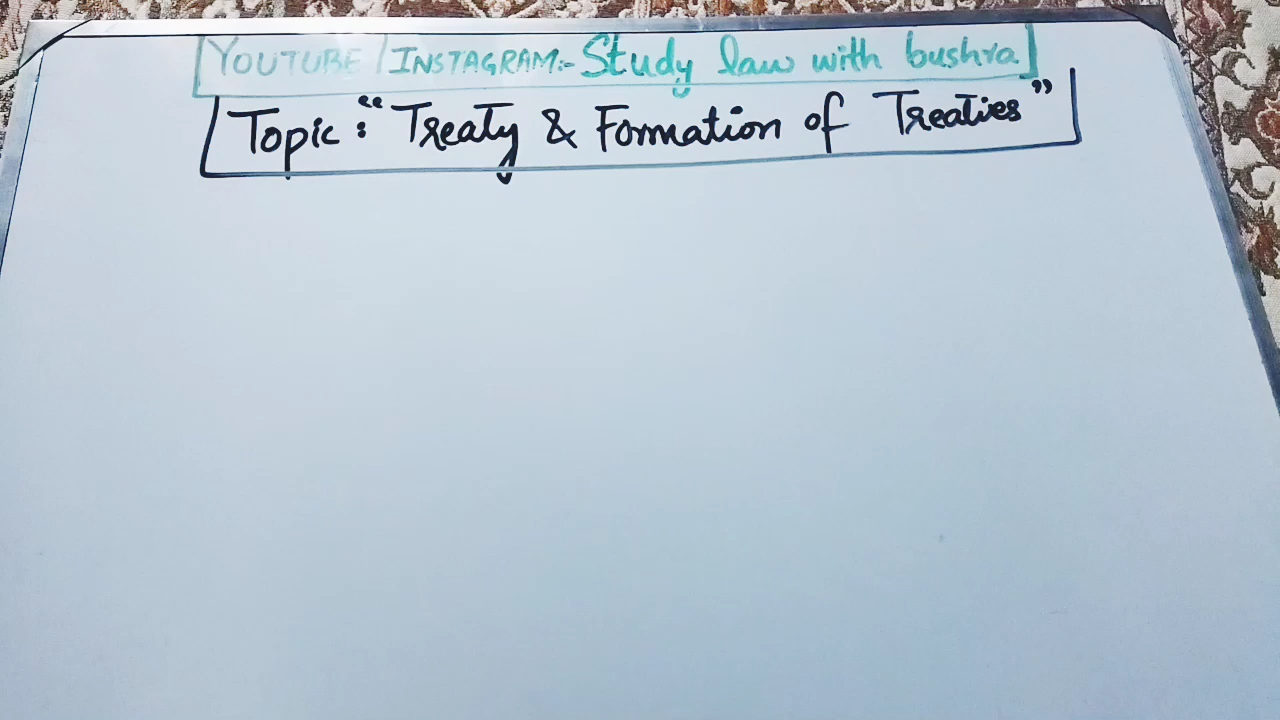 YOUTUBE / INSTAGRAM:- Study law with bushra
Topic : "Treaty & Formation of Treaties"